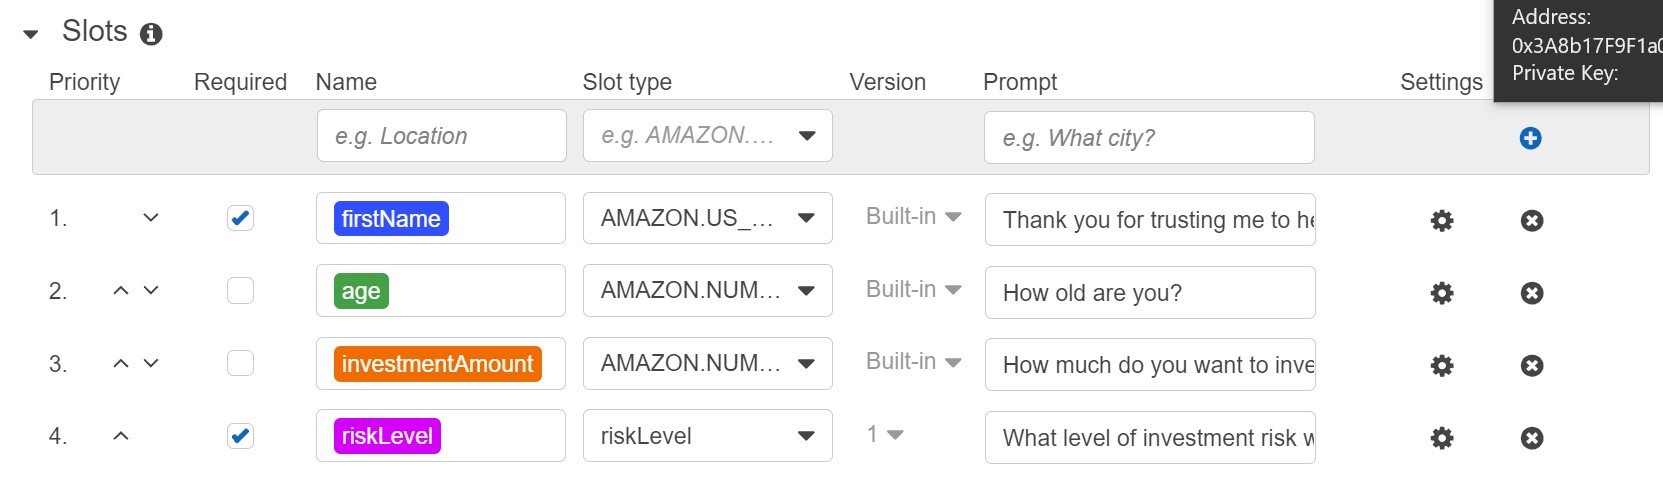 Slots
Address:
0x3A8b17F9F1a0
Private Key:
Priority Required Name Slot type Version Prompt Settings
e.g. Location e.g. AMAZON.... e.g. What city?
1. firstName AMAZON.US_... Built-in Thank you for trusting me to he
2. age AMAZON.NUM... Built-in How old are you?
3. investmentAmount AMAZON.NUM... Built-in How much do you want to inve
4. riskLevel riskLevel 1 What level of investment risk w